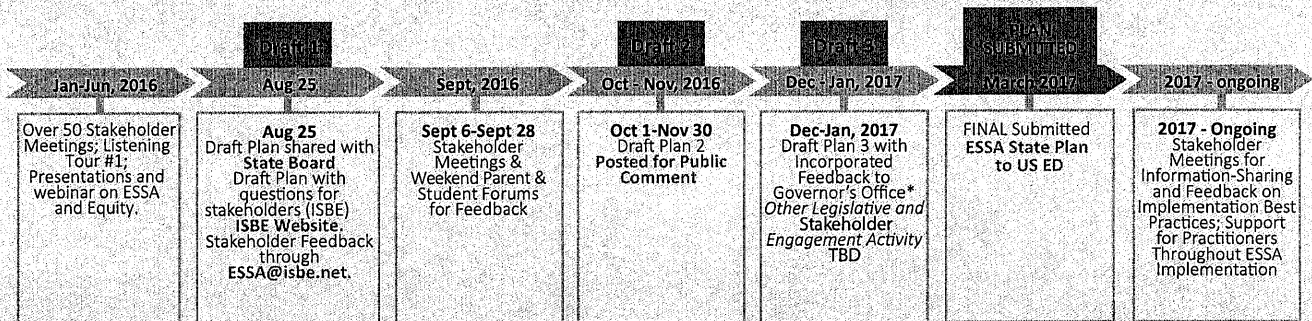 Draft 1
Draft 2
Draft 3
PLAN
SUBMITTED
Jan-Jun, 2016
Aug 25
Sept, 2016
Oct - Nov, 2016
Dec - Jan, 2017
March 2017
2017 - ongoing
Over 50 Stakeholder
Meetings; Listening
Tour #1;
Presentations and
webinar on ESSA
and Equity.
Aug 25
Draft Plan shared with
State Board
Draft Plan with
questions for
stakeholders (ISBE)
ISBE Website.
Stakeholder Feedback
through
ESSA@isbe.net.
Sept 6-Sept 28
Stakeholder
Meetings &
Weekend Parent &
Student Forums
for Feedback
Oct 1-Nov 30
Draft Plan 2
Posted for Public
Comment
Dec-Jan, 2017
Draft Plan 3 with
Incorporated
Feedback to
Governor's Office*
Other Legislative and
Stakeholder
Engagement Activity
TBD
FINAL Submitted
ESSA State Plan
to US ED
2017 - Ongoing
Stakeholder
Meetings for
Information-Sharing
and Feedback on
Implementation Best
Practices; Support
for Practitioners
Throughout ESSA
Implementation